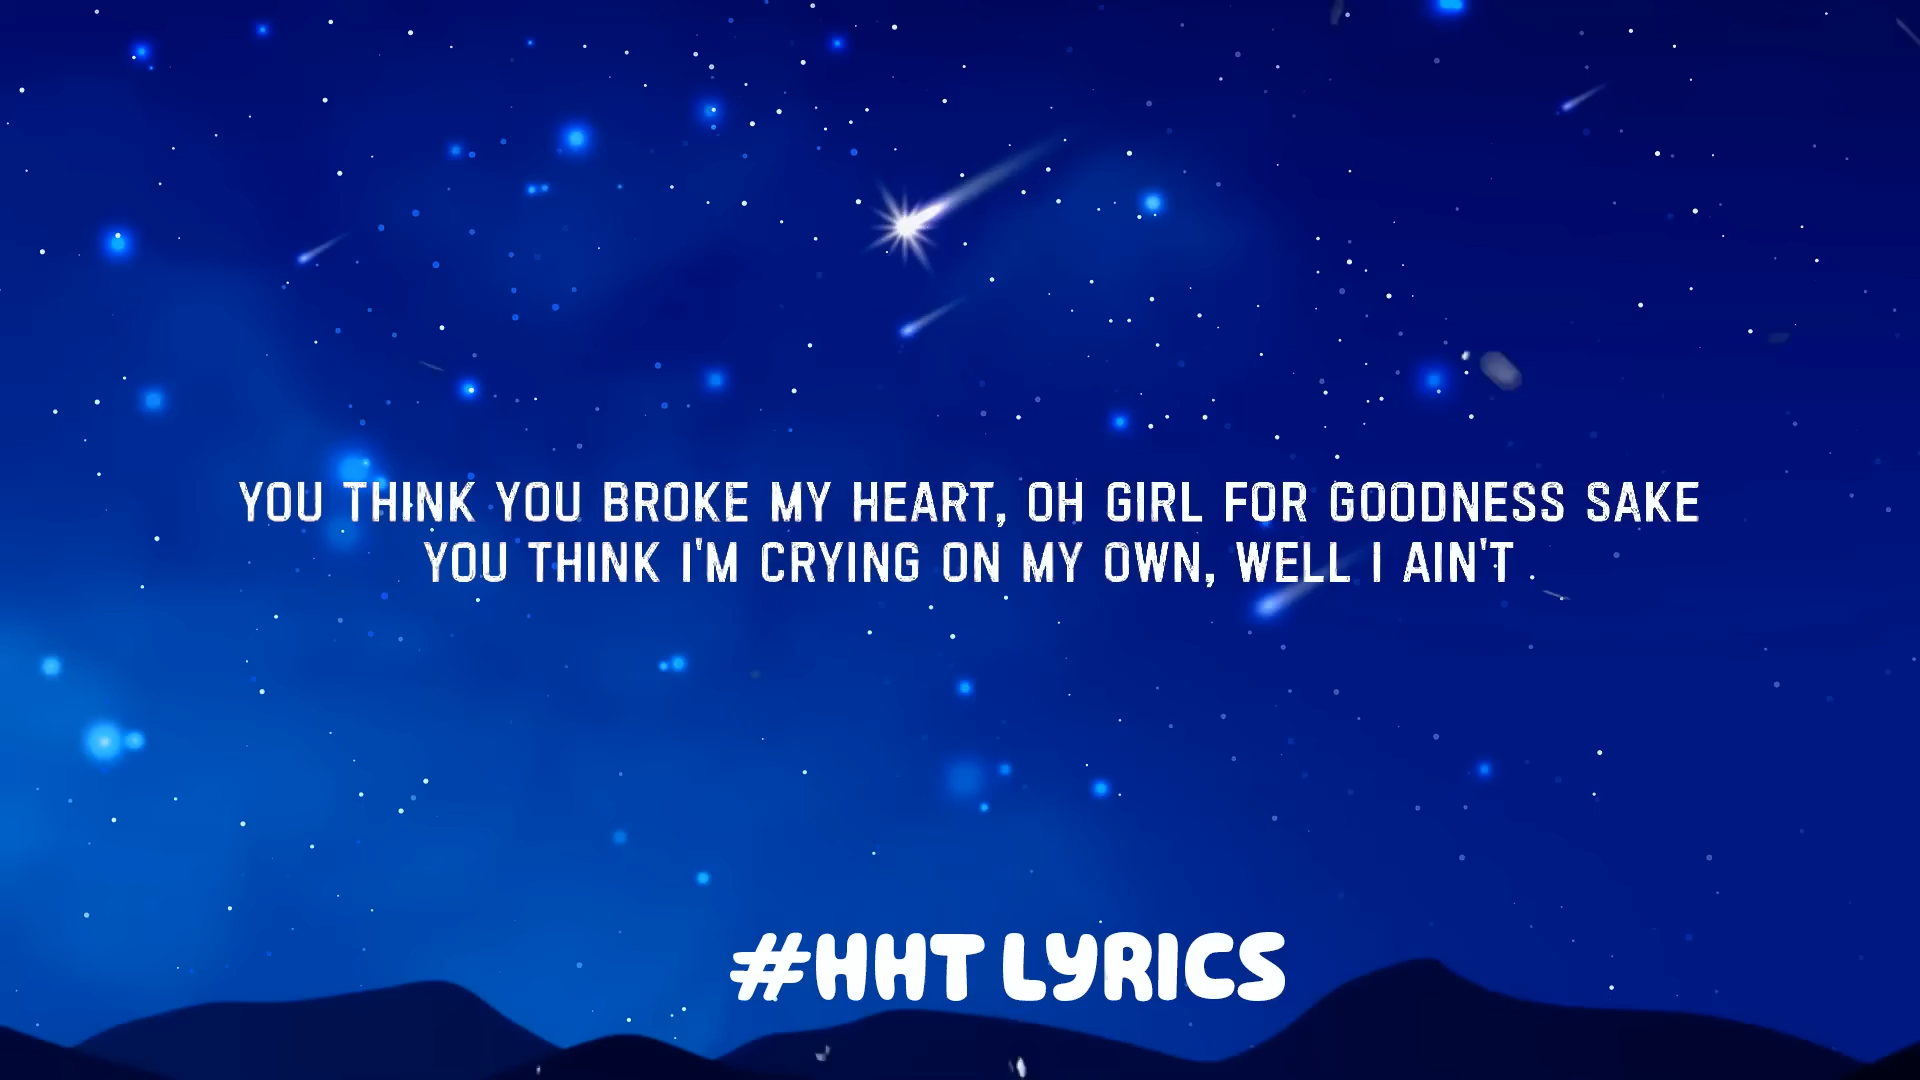 YOU THINK YOU BROKE MY HEART, OH GIRL FOR GOODNESS SAKE
YOU THINK I'M CRYING ON MY OWN, WELL I AIN'T
#HHT LYRICS